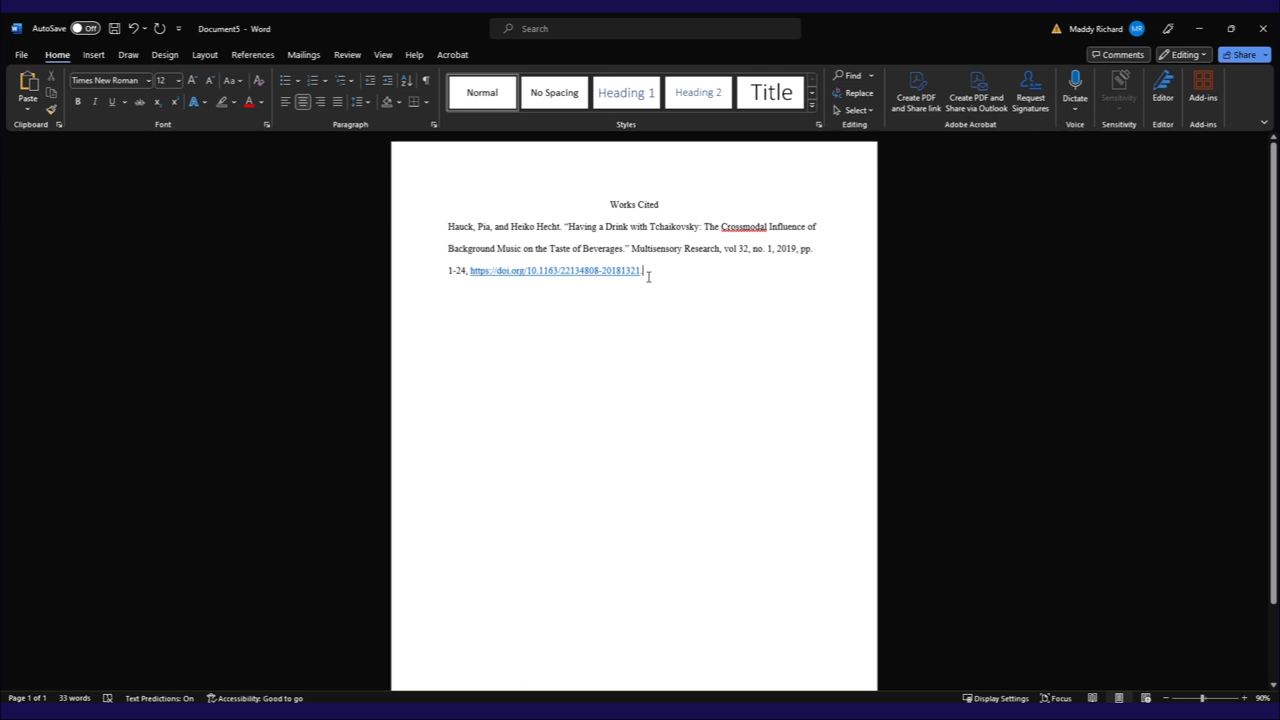 AutoSave Off Document5 - Word Search Maddy Richard MR
File Home Insert Draw Design Layout References Mailings Review View Help Acrobat Comments Editing Share
Paste Times New Roman 12 Aa Normal No Spacing Heading 1 Heading 2 Title Find Replace Select Create PDF and Share link Create PDF and Share via Outlook Request Signatures Dictate Sensitivity Editor Add-ins
Clipboard Font Paragraph Styles Editing Adobe Acrobat Voice Sensitivity Editor Add-ins
Works Cited
Hauck, Pia, and Heiko Hecht. “Having a Drink with Tchaikovsky: The Crossmodal Influence of
Background Music on the Taste of Beverages.” Multisensory Research, vol 32, no. 1, 2019, pp.
1-24, https://doi.org/10.1163/22134808-20181321.
Page 1 of 1 33 words Text Predictions: On Accessibility: Good to go Display Settings Focus 90%